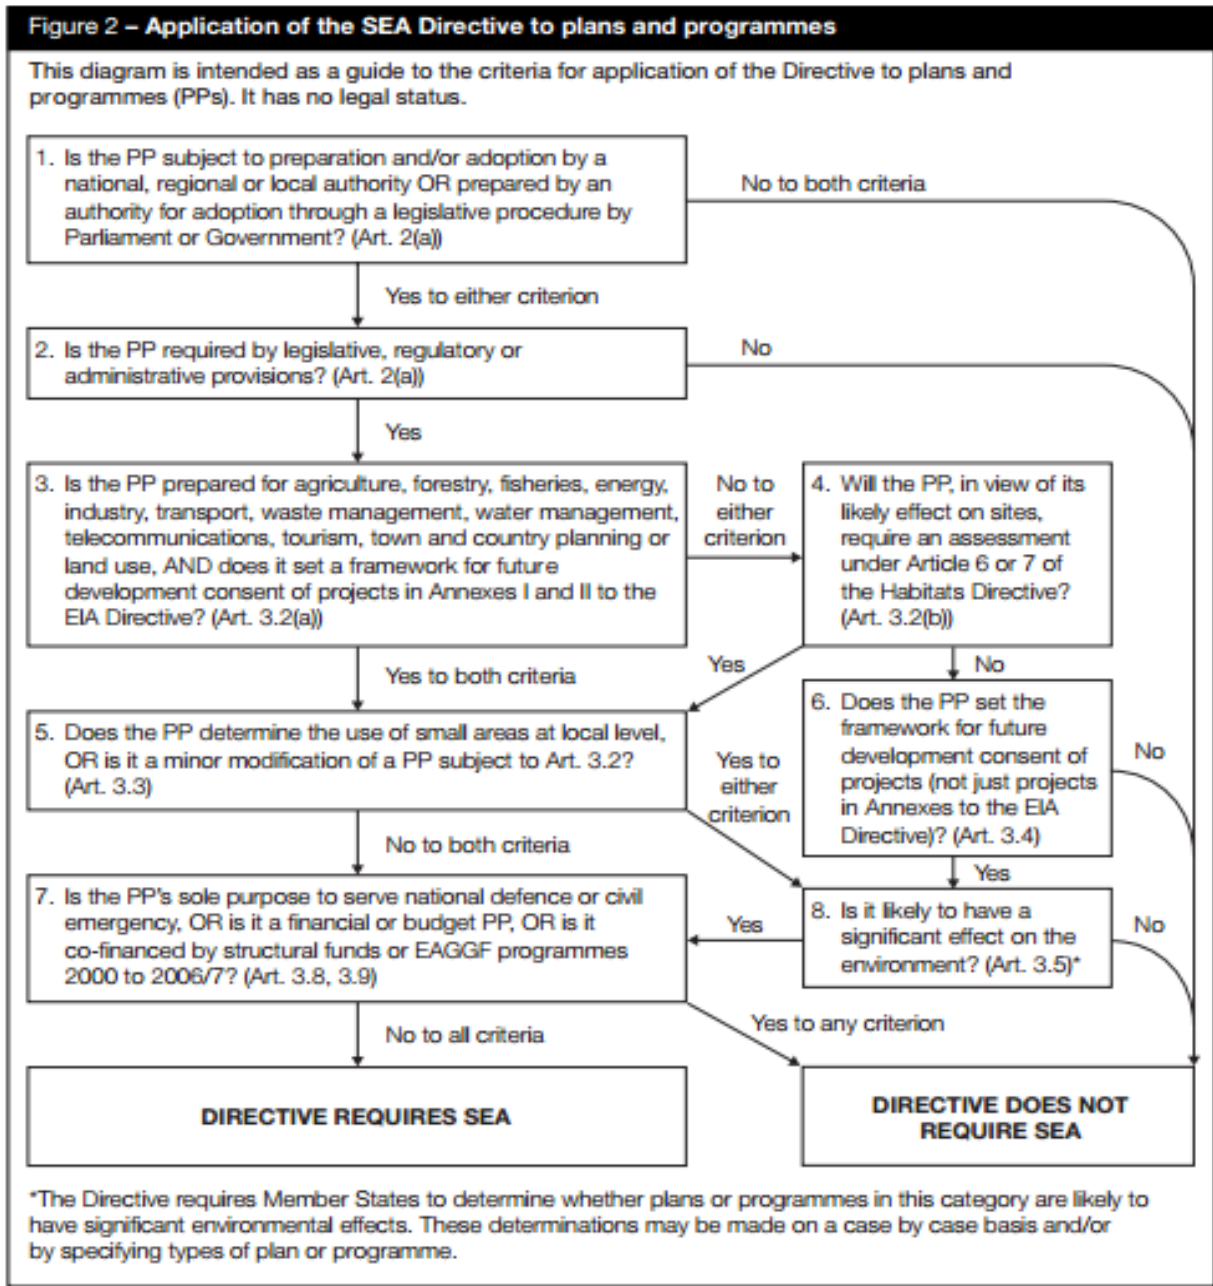 Figure 2 – Application of the SEA Directive to plans and programmes
This diagram is intended as a guide to the criteria for application of the Directive to plans and
programmes (PPs). It has no legal status.
1. Is the PP subject to preparation and/or adoption by a
national, regional or local authority OR prepared by an
authority for adoption through a legislative procedure by
Parliament or Government? (Art. 2(a))
No to both criteria
Yes to either criterion
2. Is the PP required by legislative, regulatory or
administrative provisions? (Art. 2(a))
No
Yes
3. Is the PP prepared for agriculture, forestry, fisheries, energy,
industry, transport, waste management, water management,
telecommunications, tourism, town and country planning or
land use, AND does it set a framework for future
development consent of projects in Annexes I and II to the
EIA Directive? (Art. 3.2(a))
No to
either
criterion
4. Will the PP, in view of its
likely effect on sites,
require an assessment
under Article 6 or 7 of
the Habitats Directive?
(Art. 3.2(b))
Yes to both criteria
Yes
No
5. Does the PP determine the use of small areas at local level,
OR is it a minor modification of a PP subject to Art. 3.2?
(Art. 3.3)
Yes to
either
criterion
6. Does the PP set the
framework for future
development consent of
projects (not just projects
in Annexes to the EIA
Directive)? (Art. 3.4)
No
No to both criteria
Yes
7. Is the PP's sole purpose to serve national defence or civil
emergency, OR is it a financial or budget PP, OR is it
co-financed by structural funds or EAGGF programmes
2000 to 2006/7? (Art. 3.8, 3.9)
Yes
8. Is it likely to have a
significant effect on the
environment? (Art. 3.5)*
No
No to all criteria
Yes to any criterion
DIRECTIVE REQUIRES SEA
DIRECTIVE DOES NOT
REQUIRE SEA
*The Directive requires Member States to determine whether plans or programmes in this category are likely to
have significant environmental effects. These determinations may be made on a case by case basis and/or
by specifying types of plan or programme.